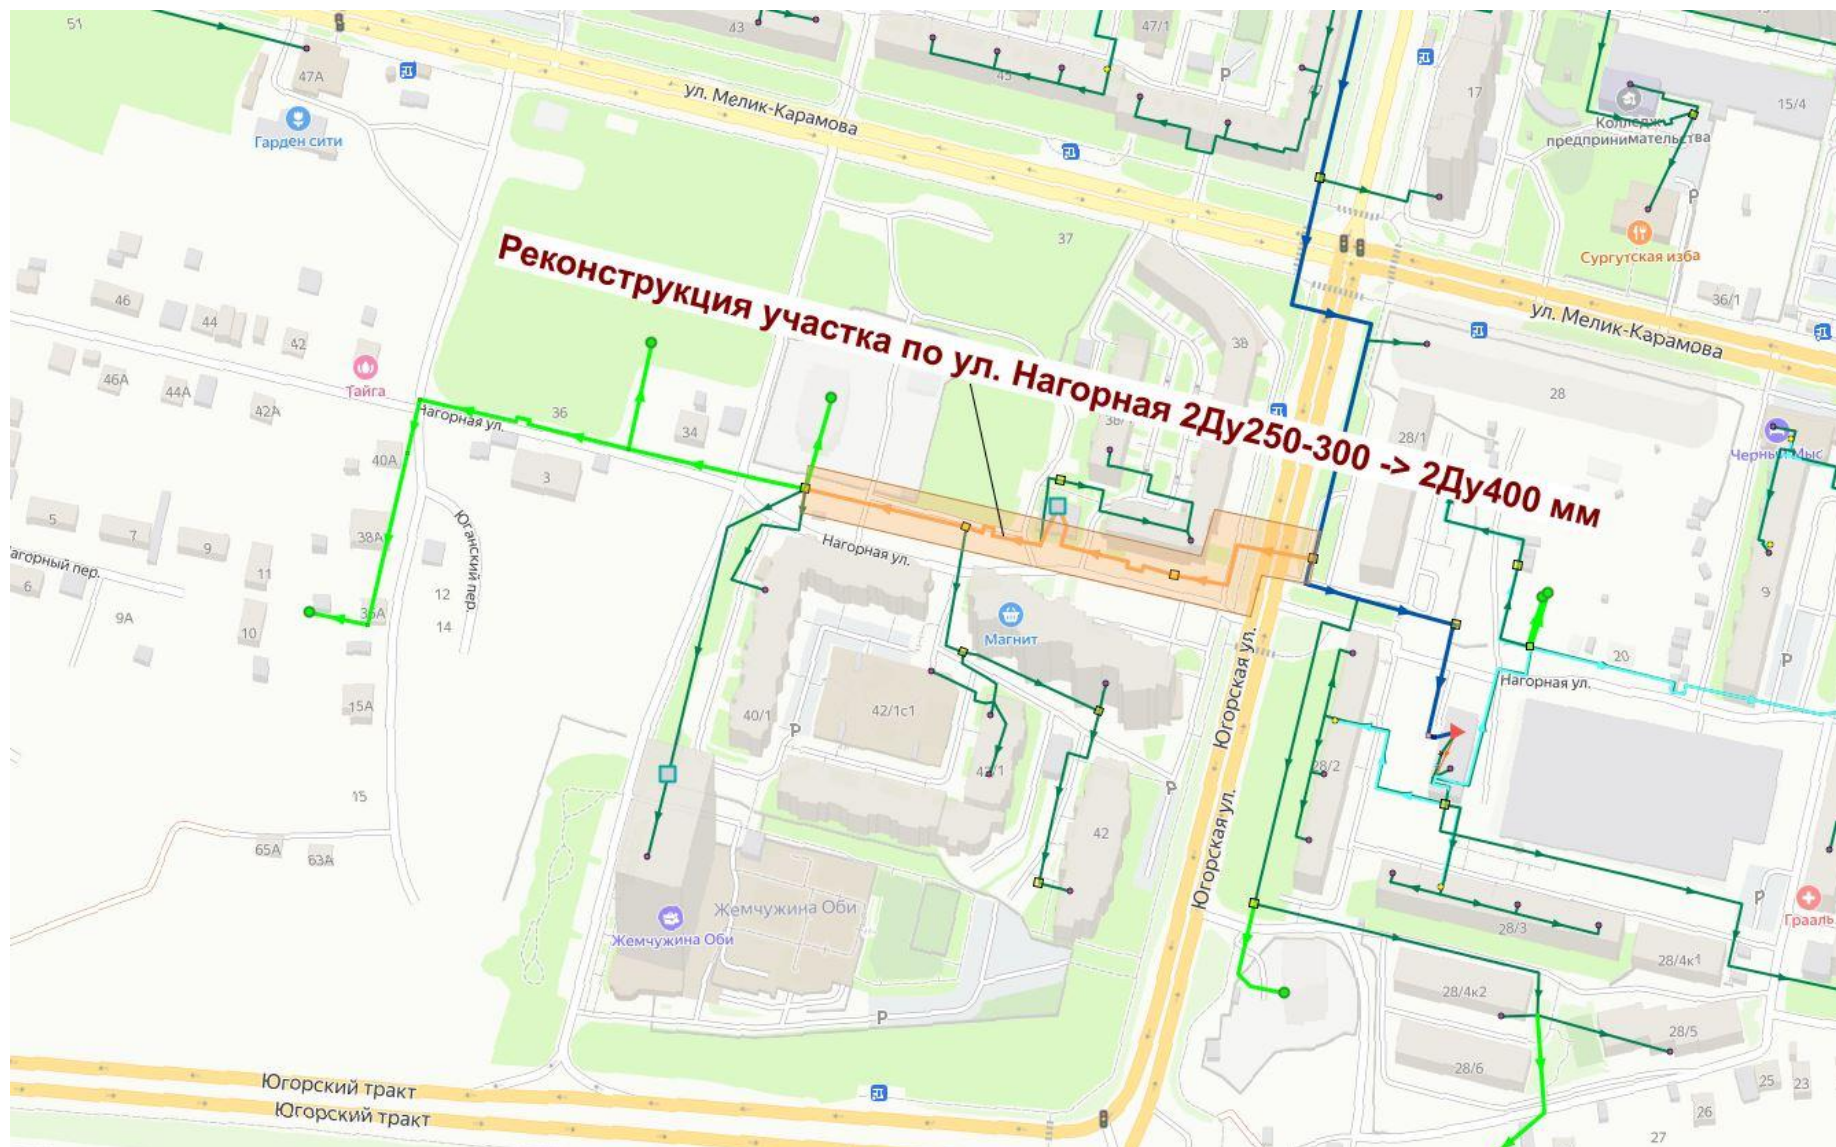 51
47А
43
45
47/1
P
47
17
15/4
Гарден сити
ул. Мелик-Карамова
Колледж
предпринимательства
P
37
Сургутская изба
Реконструкция участка по ул. Нагорная 2Ду250-300 -> 2Ду400 мм
46
44
42
38
36/1
ул. Мелик-Карамова
46А
44А
42А
Тайга
Нагорная ул.
36
34
28/1
28
Черный Мыс
40А
3
5
7
9
38А
11
Юганский пер.
Нагорная ул.
Нагорный пер.
6
9А
10
36А
12
14
Магнит
9
20
P
Нагорная ул.
15А
40/1
P
42/1с1
Югорская ул.
Югорская ул.
28/2
15
42
65А
63А
Жемчужина Оби
Жемчужина Оби
28/3
P
Грааль
28/4к1
28/4к2
P
28/5
28/6
Югорский тракт
Югорский тракт
25
23
26
27